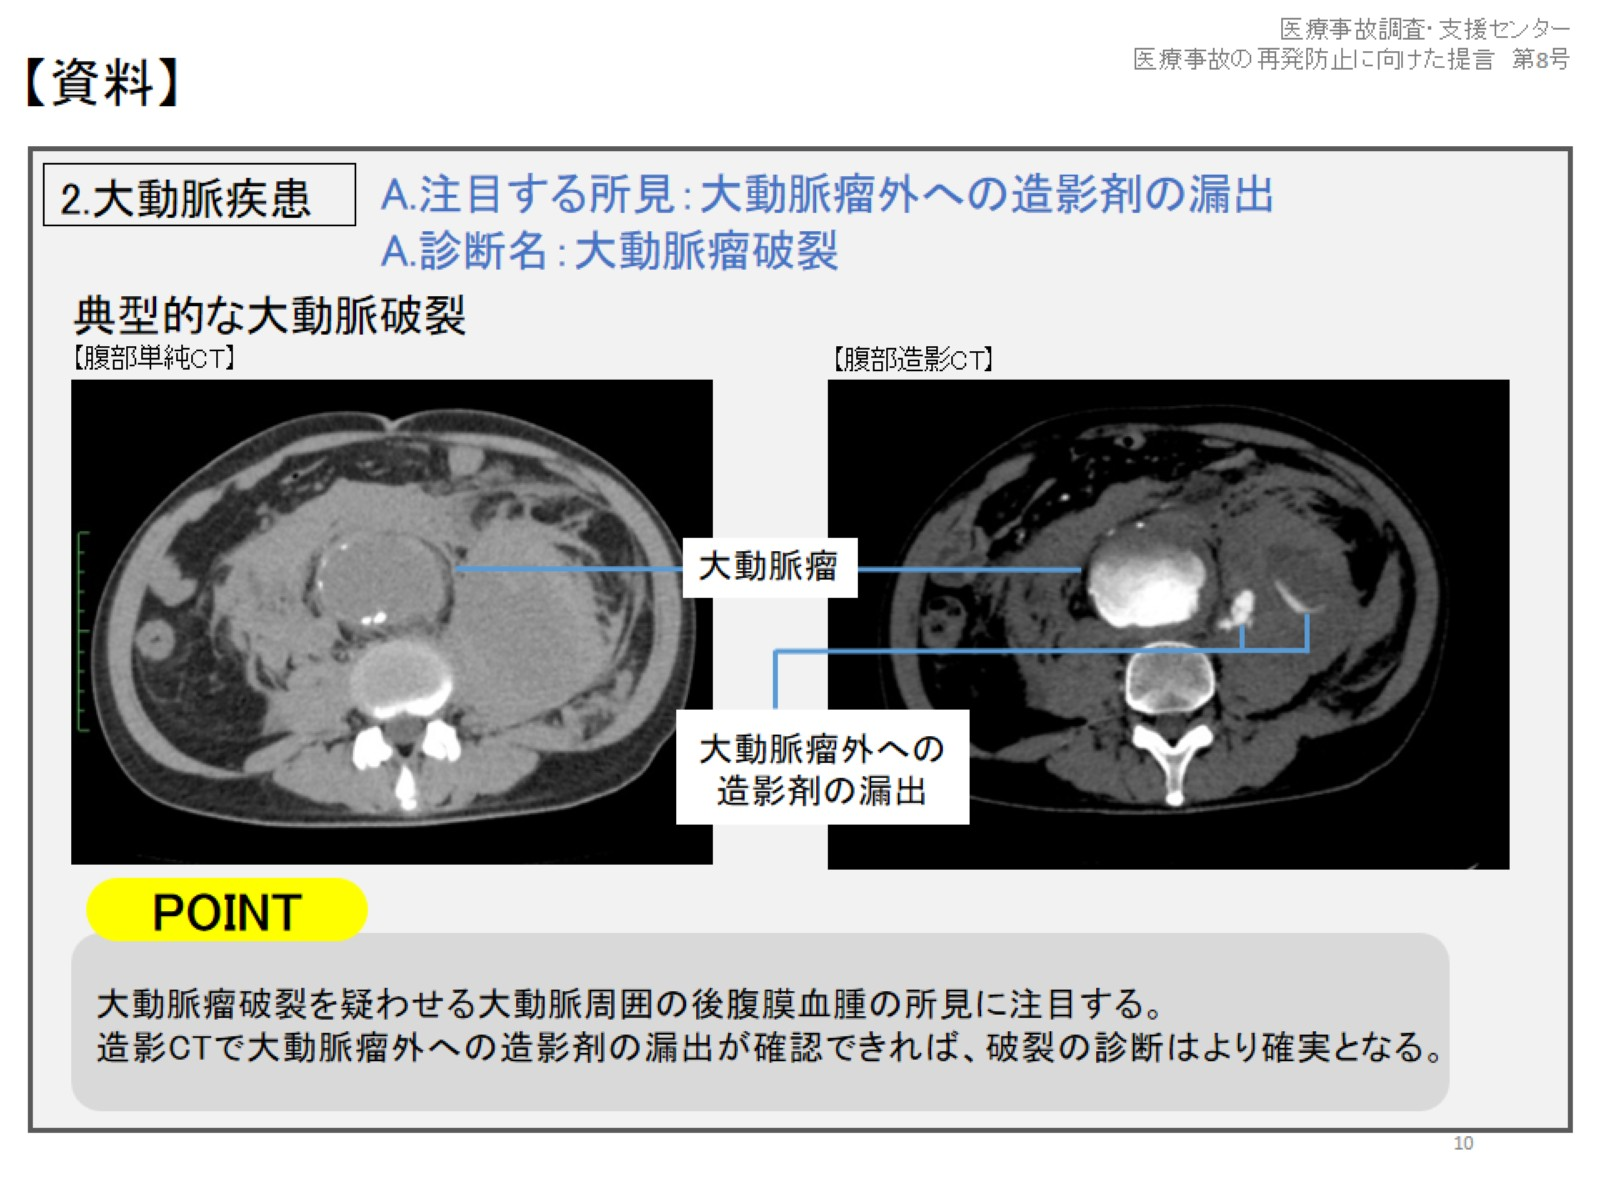 医療事故調査・支援センター
医療事故の再発防止に向けた提言 第8号
【資料】
2.大動脈疾患
A.注目する所見：大動脈瘤外への造影剤の漏出
A.診断名：大動脈瘤破裂
典型的な大動脈破裂
【腹部単純CT】
【腹部造影CT】
大動脈瘤
大動脈瘤外への
造影剤の漏出
POINT
大動脈瘤破裂を疑わせる大動脈周囲の後腹膜血腫の所見に注目する。
造影CTで大動脈瘤外への造影剤の漏出が確認できれば、破裂の診断はより確実となる。
10